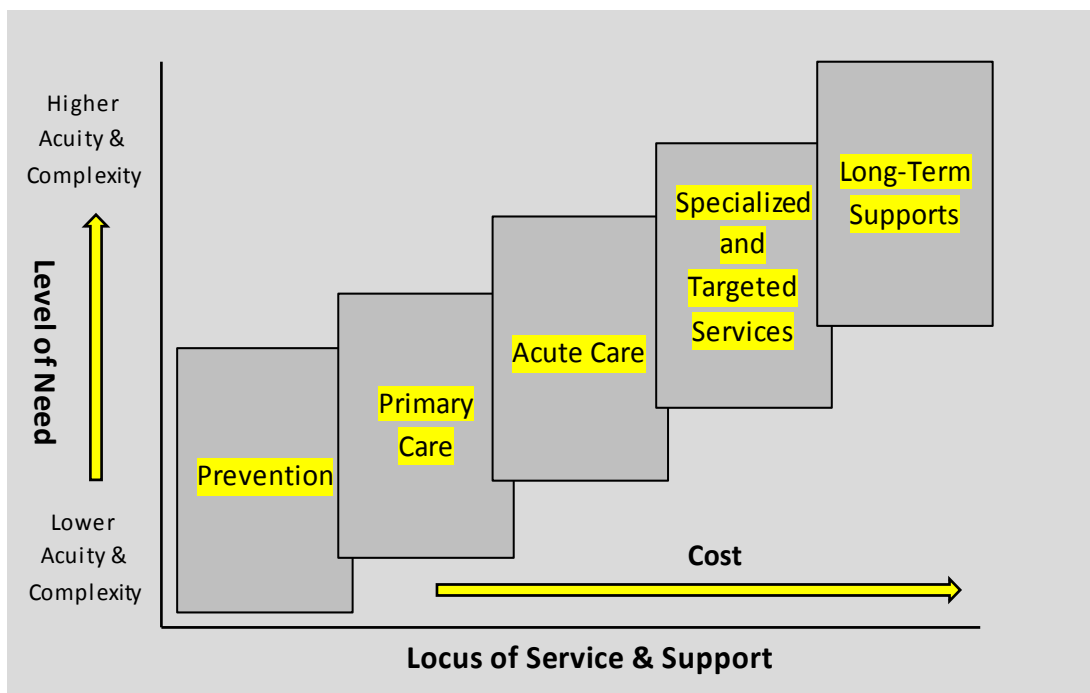 Higher
Acuity &
Complexity
Level of Need
Lower
Acuity &
Complexity
Prevention
Primary
Care
Acute Care
Specialized
and
Targeted
Services
Long-Term
Supports
Cost
Locus of Service & Support